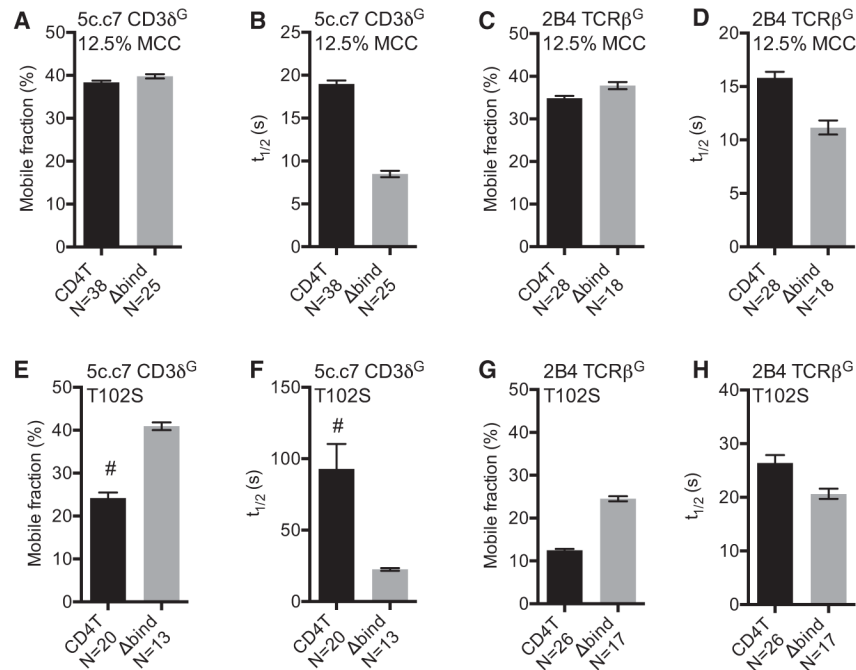 A
5c.c7 CD3δᴳ
12.5% MCC
Mobile fraction (%)
50
40
30
20
10
0
CD4T
N=38
Δbind
N=25
B
5c.c7 CD3δᴳ
12.5% MCC
t1/2 (s)
25
20
15
10
5
0
CD4T
N=38
Δbind
N=25
C
2B4 TCRβᴳ
12.5% MCC
Mobile fraction (%)
50
40
30
20
10
0
CD4T
N=28
Δbind
N=18
D
2B4 TCRβᴳ
12.5% MCC
t1/2 (s)
20
15
10
5
0
CD4T
N=28
Δbind
N=18
E
5c.c7 CD3δᴳ
T102S
Mobile fraction (%)
50
40
30
20
10
0
#
CD4T
N=20
Δbind
N=13
F
5c.c7 CD3δᴳ
T102S
t1/2 (s)
150
100
50
0
#
CD4T
N=20
Δbind
N=13
G
2B4 TCRβᴳ
T102S
Mobile fraction (%)
50
40
30
20
10
0
CD4T
N=26
Δbind
N=17
H
2B4 TCRβᴳ
T102S
t1/2 (s)
40
30
20
10
0
CD4T
N=26
Δbind
N=17